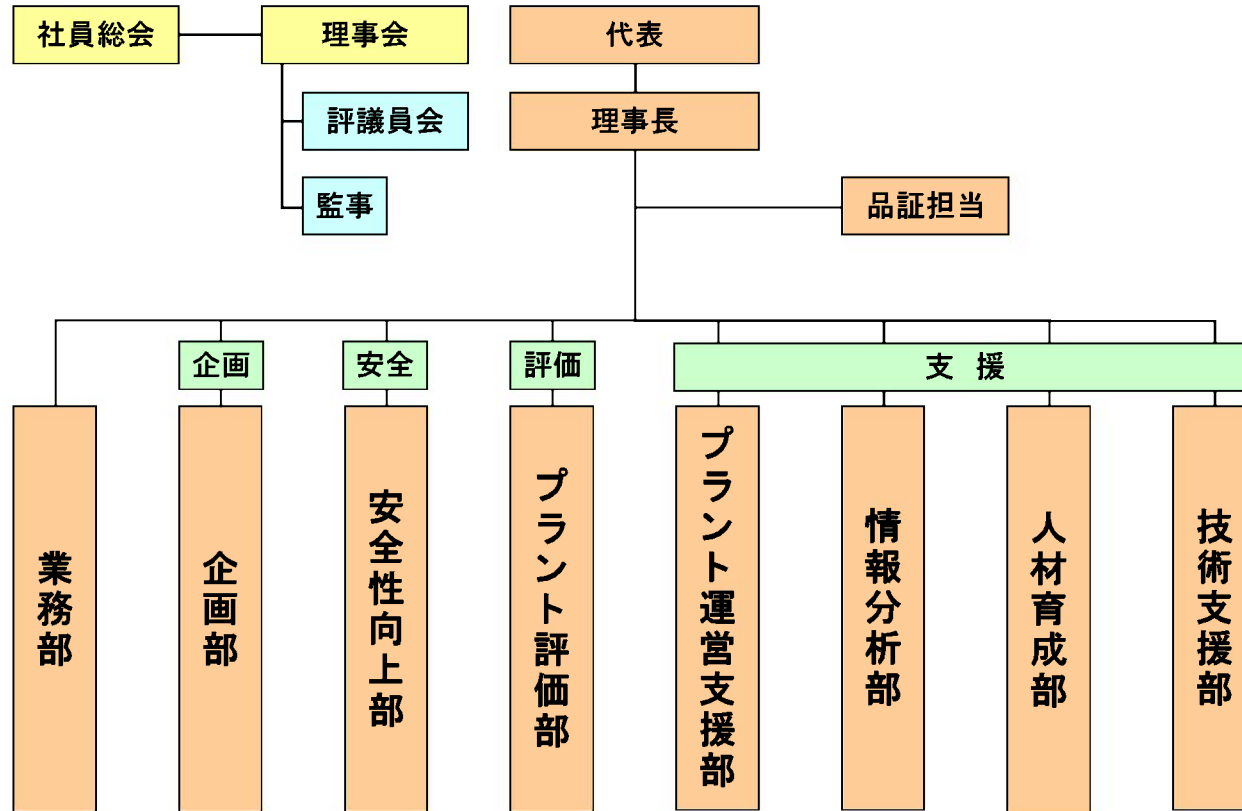 社員総会
理事会
代表
評議員会
理事長
監事
品証担当
企画
安全
評価
支 援
業務部
企画部
安全性向上部
プラント評価部
プラント運営支援部
情報分析部
人材育成部
技術支援部